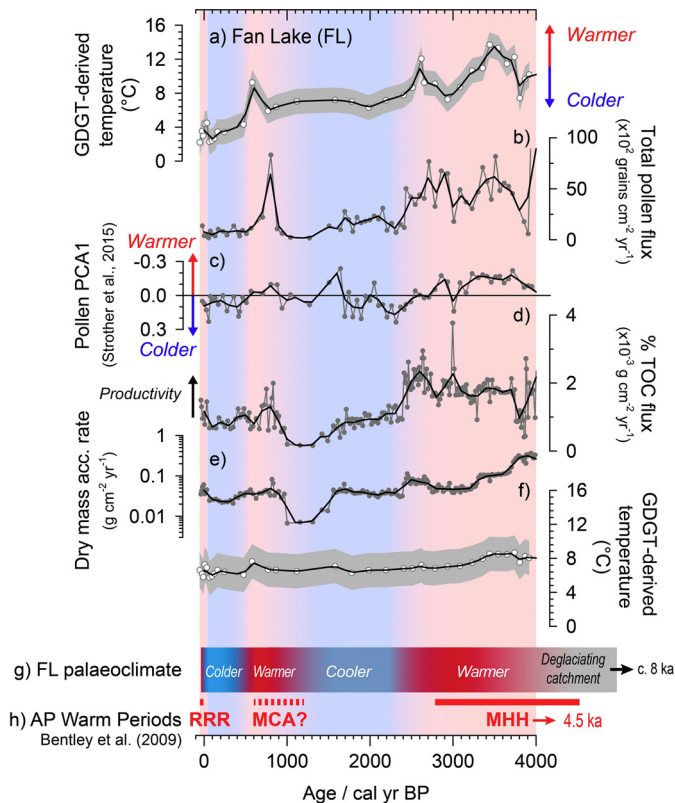 a) Fan Lake (FL)
16
12
8
4
0
GDGT-derived
temperature
(°C)
Warmer
Colder
b)
100
50
0
Total pollen flux
(x10² grains cm⁻² yr⁻¹)
Warmer
c)
-0.3
0.0
0.3
Pollen PCA1
(Strother et al., 2015)
Colder
d)
4
2
0
% TOC flux
(x10⁻³ g cm⁻² yr⁻¹)
Productivity
e)
1
0.1
0.01
Dry mass acc. rate
(g cm⁻² yr⁻¹)
f)
16
12
8
4
0
GDGT-derived
temperature
(°C)
g) FL palaeoclimate
Colder
Warmer
Cooler
Warmer
Deglaciating
catchment
c. 8 ka
h) AP Warm Periods
Bentley et al. (2009)
RRR
MCA?
MHH
4.5 ka
0 1000 2000 3000 4000
Age / cal yr BP